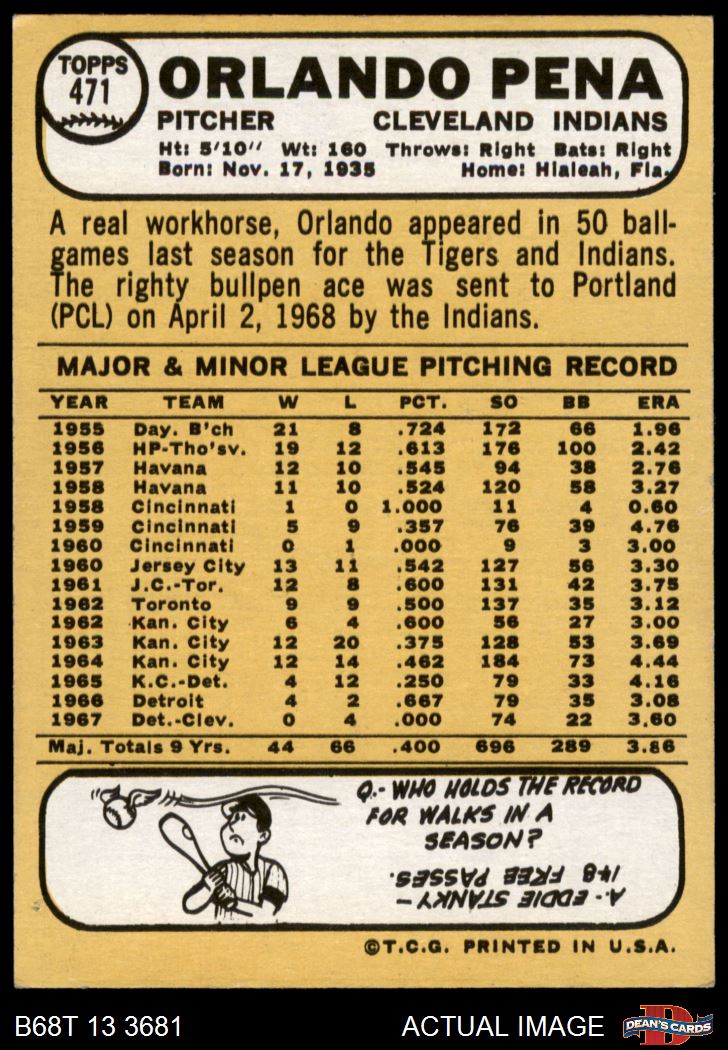 TOPPS
471
ORLANDO PENA
PITCHER CLEVELAND INDIANS
Ht: 5'10" Wt: 160 Throws: Right Bats: Right
Born: Nov. 17, 1935 Home: Hialeah, Fla.
A real workhorse, Orlando appeared in 50 ball-
games last season for the Tigers and Indians.
The righty bullpen ace was sent to Portland
(PCL) on April 2, 1968 by the Indians.
MAJOR & MINOR LEAGUE PITCHING RECORD
YEAR TEAM W L PCT. SO BB ERA
1955 Day. B'ch 21 8 .724 172 66 1.96
1956 HP-Tho'sv. 19 12 .613 176 100 2.42
1957 Havana 12 10 .545 94 38 2.76
1958 Havana 11 10 .524 120 58 3.27
1958 Cincinnati 1 0 1.000 11 4 0.60
1959 Cincinnati 5 9 .357 76 39 4.76
1960 Cincinnati 0 1 .000 9 3 3.00
1960 Jersey City 13 11 .542 127 56 3.30
1961 J.C.-Tor. 12 8 .600 131 42 3.75
1962 Toronto 9 9 .500 137 35 3.12
1962 Kan. City 6 4 .600 56 27 3.00
1963 Kan. City 12 20 .375 128 53 3.69
1964 Kan. City 12 14 .462 184 73 4.44
1965 K.C.-Det. 4 12 .250 79 33 4.16
1966 Detroit 4 2 .667 79 35 3.08
1967 Det.-Clev. 0 4 .000 74 22 3.60
Maj. Totals 9 Yrs. 44 66 .400 696 289 3.86
Q.- WHO HOLDS THE RECORD
FOR WALKS IN A
SEASON?
A. EDDIE STANKY-
148 FREE PASSES.
©T.C.G. PRINTED IN U.S.A.
B68T 13 3681 ACTUAL IMAGE D DEAN'S CARDS